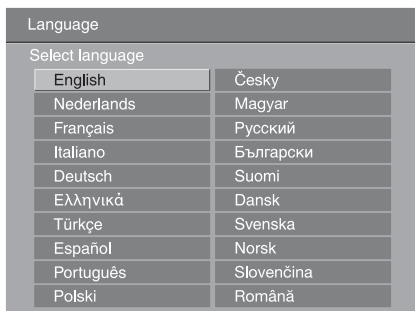 Language
Select language
English
Nederlands
Français
Italiano
Deutsch
Ελληνικά
Türkçe
Español
Português
Polski
Česky
Magyar
Русский
Български
Suomi
Dansk
Svenska
Norsk
Slovenčina
Română